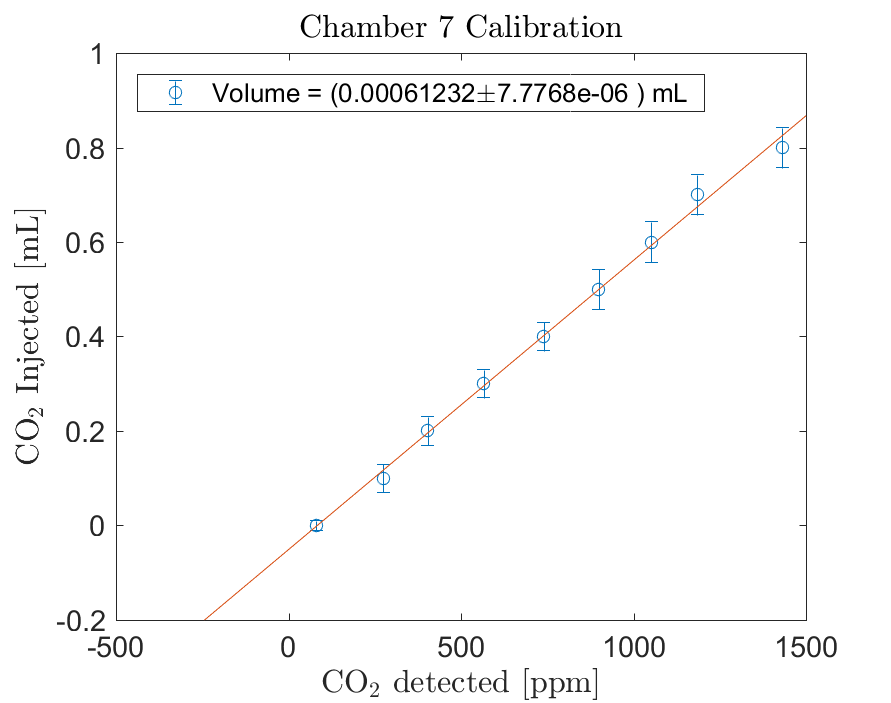 Chamber 7 Calibration
Volume = (0.00061232±7.7768e-06 ) mL
1
0.8
0.6
0.4
0.2
0
-0.2
CO₂ Injected [mL]
-500 0 500 1000 1500
CO₂ detected [ppm]